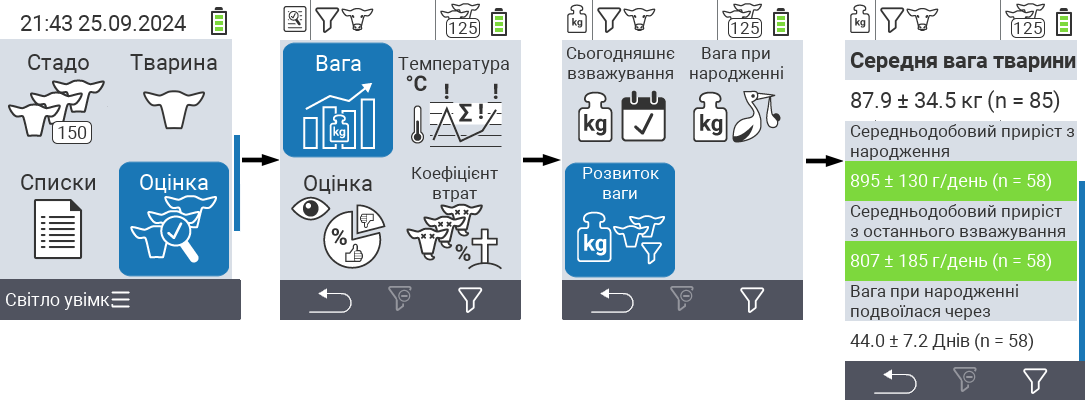 21:43 25.09.2024
Стадо
Тварина
150
Списки
Оцінка
Світло увімк.
125
Вага
Температура
kg
°C
! !
Σ !
Оцінка
Коефіцієнт
втрат
%
%
kg
125
Сьогодняшнє
взважування
Вага при
народженні
kg
kg
Розвиток
ваги
kg
kg
125
Середня вага тварини
87.9 ± 34.5 кг (n = 85)
Середньодобовий приріст з
народження
895 ± 130 г/день (n = 58)
Середньодобовий приріст
з останнього взважування
807 ± 185 г/день (n = 58)
Вага при народженні
подвоїлася через
44.0 ± 7.2 Днів (n = 58)